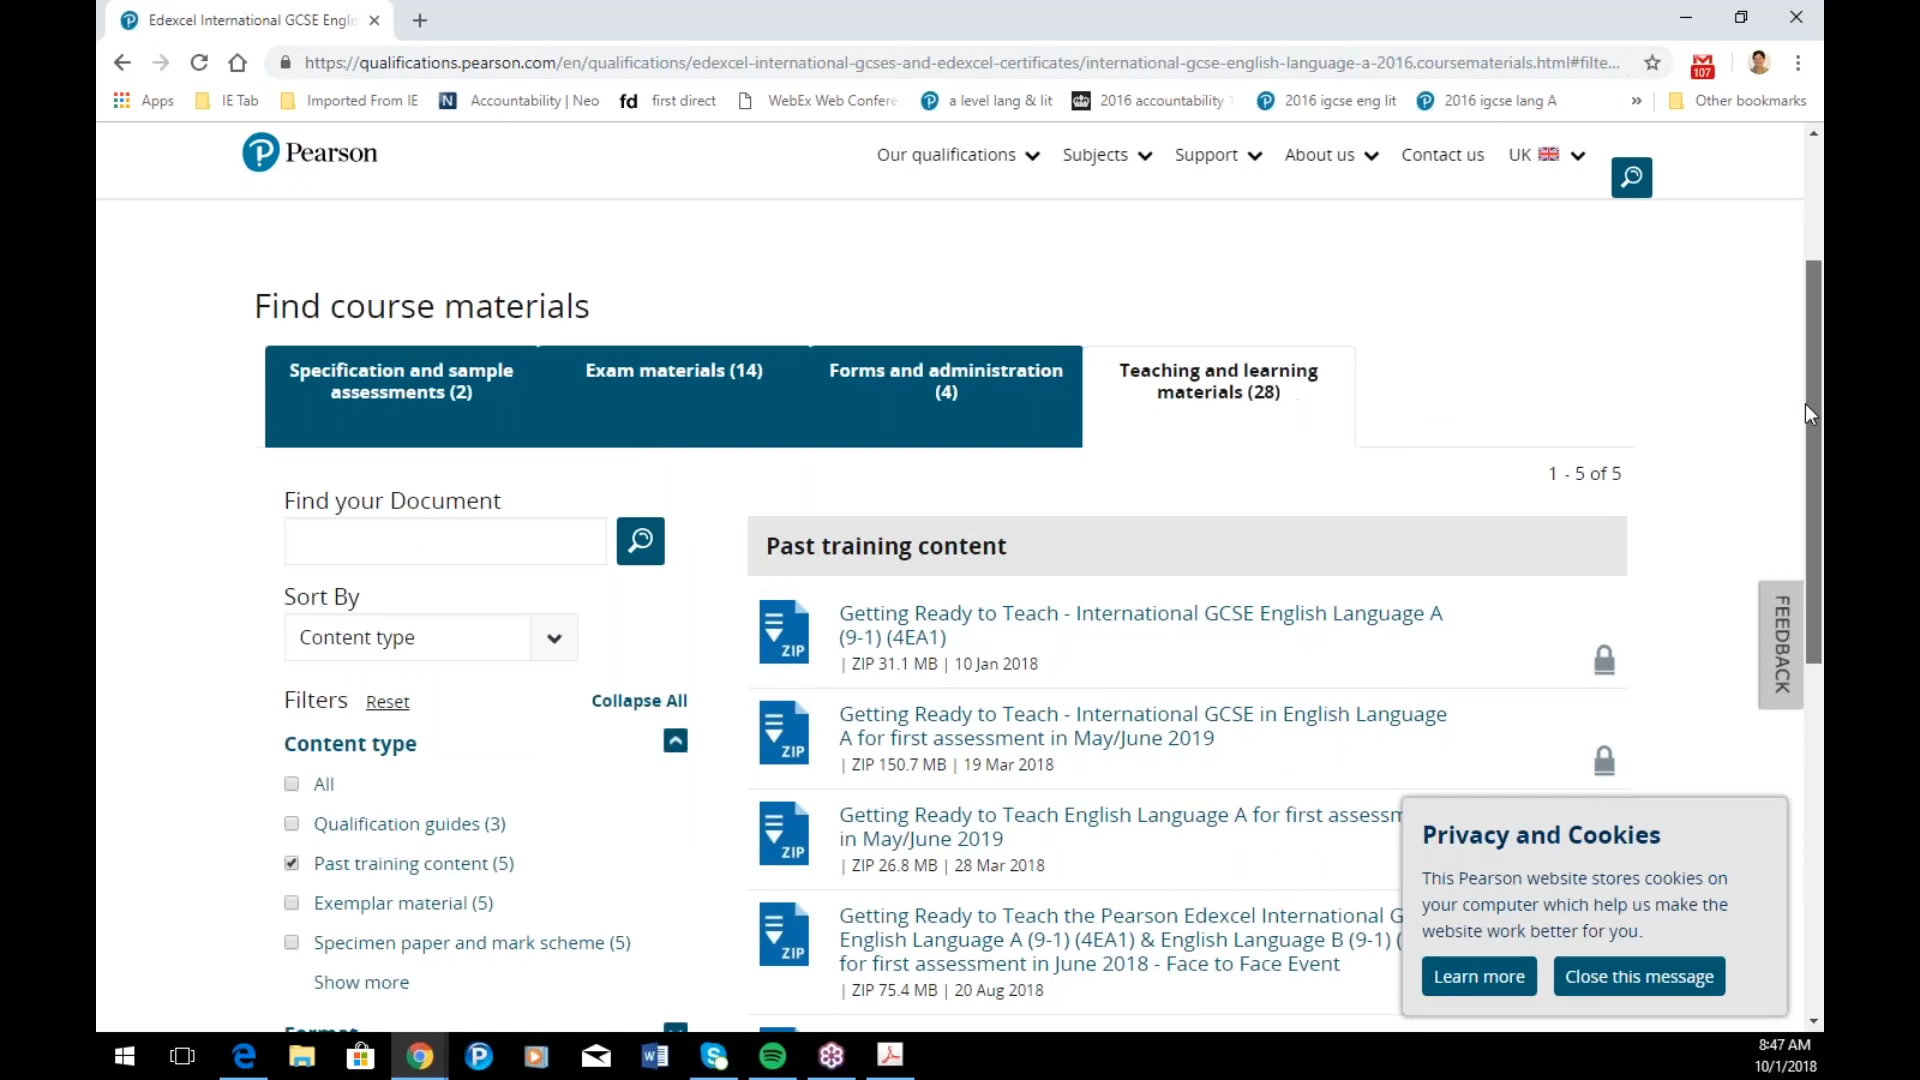 Edexcel International GCSE Engli
https://qualifications.pearson.com/en/qualifications/edexcel-international-gcses-and-edexcel-certificates/international-gcse-english-language-a-2016.coursematerials.html#filte...
107
Apps IE Tab Imported From IE Accountability | Neo fd first direct WebEx Web Confere a level lang & lit 2016 accountability 2016 igcse eng lit 2016 igcse lang A » Other bookmarks
Pearson
Our qualifications Subjects Support About us Contact us UK
Find course materials
Specification and sample
assessments (2)
Exam materials (14)
Forms and administration
(4)
Teaching and learning
materials (28)
1 - 5 of 5
Find your Document
Sort By
Content type
Filters Reset Collapse All
Content type
All
Qualification guides (3)
Past training content (5)
Exemplar material (5)
Specimen paper and mark scheme (5)
Show more
Format
Past training content
ZIP
Getting Ready to Teach - International GCSE English Language A
(9-1) (4EA1)
| ZIP 31.1 MB | 10 Jan 2018
ZIP
Getting Ready to Teach - International GCSE in English Language
A for first assessment in May/June 2019
| ZIP 150.7 MB | 19 Mar 2018
ZIP
Getting Ready to Teach English Language A for first assessm
in May/June 2019
| ZIP 26.8 MB | 28 Mar 2018
ZIP
Getting Ready to Teach the Pearson Edexcel International G
English Language A (9-1) (4EA1) & English Language B (9-1) (
for first assessment in June 2018 - Face to Face Event
| ZIP 75.4 MB | 20 Aug 2018
FEEDBACK
Privacy and Cookies
This Pearson website stores cookies on
your computer which help us make the
website work better for you.
Learn more Close this message
8:47 AM
10/1/2018